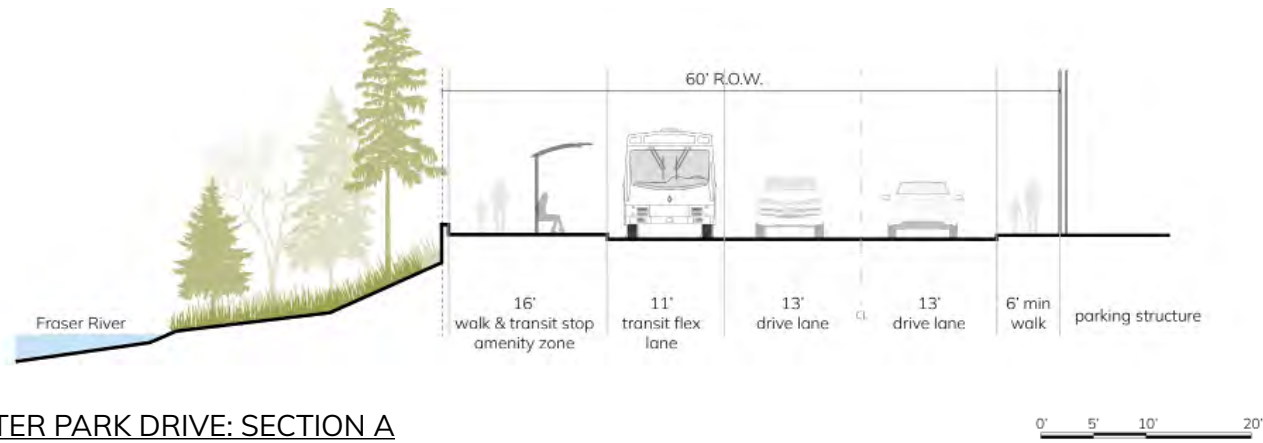 60' R.O.W.
Fraser River
16'
walk & transit stop
amenity zone
11'
transit flex
lane
13'
drive lane
CL
13'
drive lane
6' min
walk
parking structure
TER PARK DRIVE: SECTION A
0' 5' 10' 20'